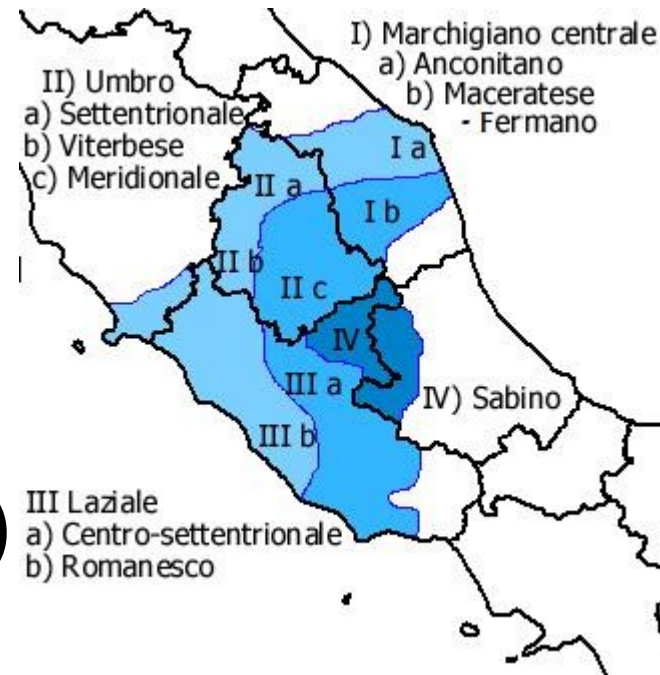 I) Marchigiano centrale
a) Anconitano
b) Maceratese
- Fermano
II) Umbro
a) Settentrionale
b) Viterbese
c) Meridionale
I a
II a
I b
II b
II c
IV
III a
IV) Sabino
III b
III Laziale
a) Centro-settentrionale
b) Romanesco